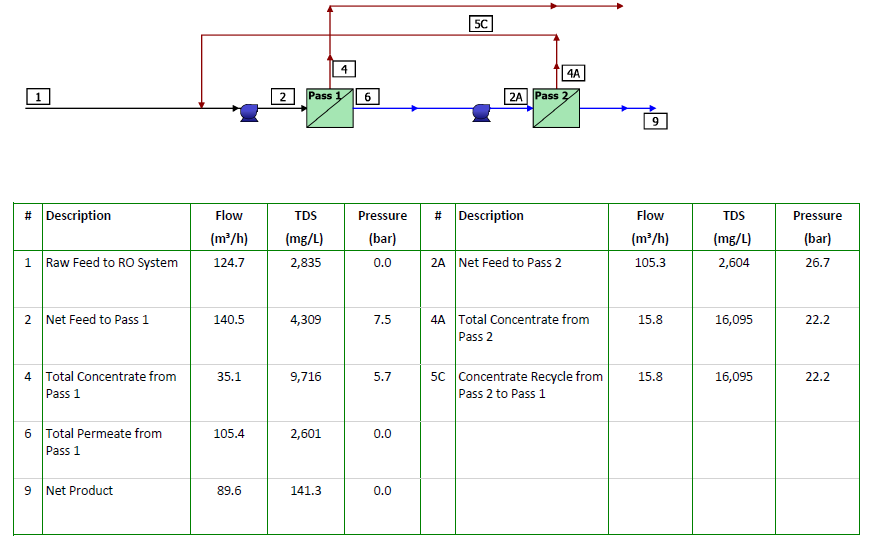 5C
4
4A
1
2
Pass 1
6
2A
Pass 2
9
# Description Flow TDS Pressure # Description Flow TDS Pressure
(m³/h) (mg/L) (bar) (m³/h) (mg/L) (bar)
1 Raw Feed to RO System 124.7 2,835 0.0 2A Net Feed to Pass 2 105.3 2,604 26.7
2 Net Feed to Pass 1 140.5 4,309 7.5 4A Total Concentrate from 15.8 16,095 22.2
Pass 2
4 Total Concentrate from 35.1 9,716 5.7 5C Concentrate Recycle from 15.8 16,095 22.2
Pass 1 Pass 2 to Pass 1
6 Total Permeate from 105.4 2,601 0.0
Pass 1
9 Net Product 89.6 141.3 0.0